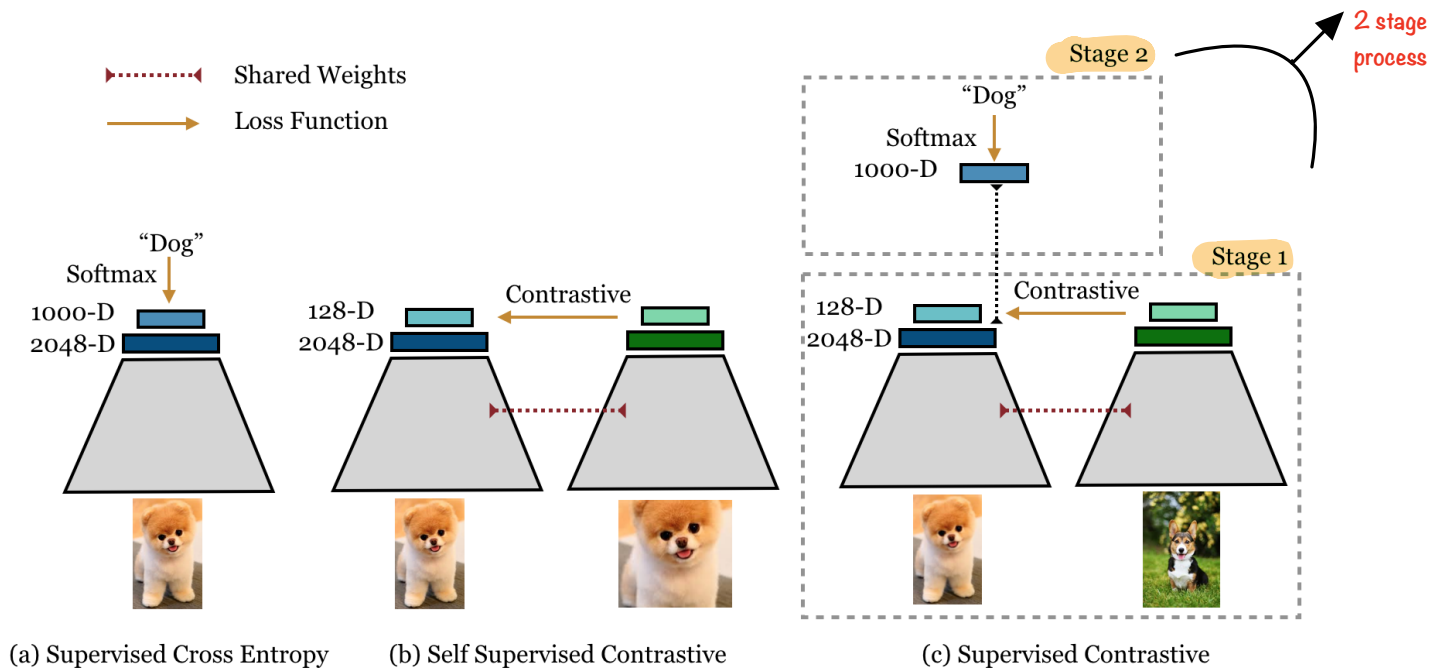 Shared Weights
Loss Function
“Dog”
Softmax
1000-D
2048-D
(a) Supervised Cross Entropy
128-D
2048-D
Contrastive
(b) Self Supervised Contrastive
Stage 2
“Dog”
Softmax
1000-D
Stage 1
128-D
2048-D
Contrastive
(c) Supervised Contrastive
2 stage
process